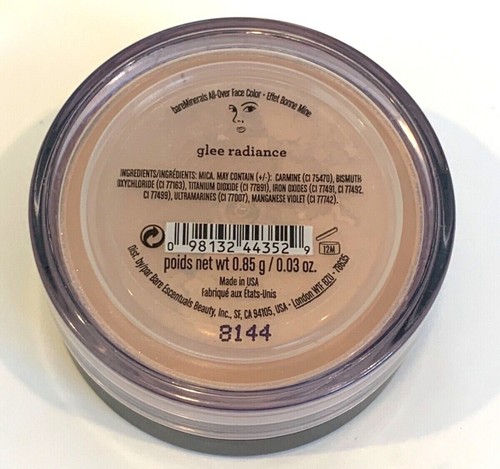 bareMinerals All-Over Face Color • Effet Bonne Mine
glee radiance
INGREDIENTS/INGRÉDIENTS: MICA. MAY CONTAIN (+/-): CARMINE (CI 75470), BISMUTH
OXYCHLORIDE (CI 77163), TITANIUM DIOXIDE (CI 77891), IRON OXIDES (CI 77491, CI 77492,
CI 77499), ULTRAMARINES (CI 77007), MANGANESE VIOLET (CI 77742).
0 98132 44352 9
12M
poids net wt 0.85 g / 0.03 oz.
Made in USA
Fabriqué aux États-Unis
Dist. by/par Bare Escentuals Beauty, Inc., SF, CA 94105, USA • London W1F 8ZU • 78635
8144